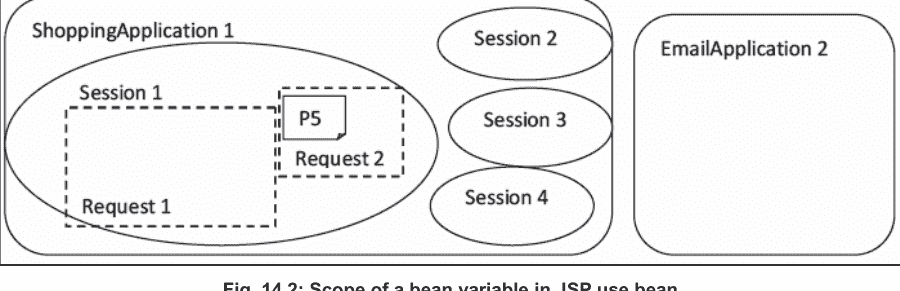 ShoppingApplication 1
Session 1
P5
Request 2
Request 1
Session 2
Session 3
Session 4
EmailApplication 2
Fig. 14.2: Scope of a bean variable in JSP use bean